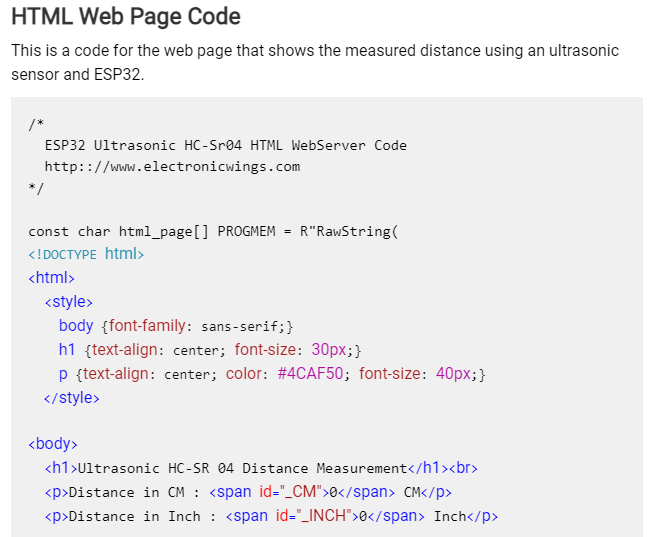 HTML Web Page Code
This is a code for the web page that shows the measured distance using an ultrasonic
sensor and ESP32.
/*
  ESP32 Ultrasonic HC-Sr04 HTML WebServer Code
  http:://www.electronicwings.com
*/
const char html_page[] PROGMEM = R"RawString(
<!DOCTYPE html>
<html>
  <style>
    body {font-family: sans-serif;}
    h1 {text-align: center; font-size: 30px;}
    p {text-align: center; color: #4CAF50; font-size: 40px;}
  </style>
<body>
  <h1>Ultrasonic HC-SR 04 Distance Measurement</h1><br>
  <p>Distance in CM : <span id="_CM">0</span> CM</p>
  <p>Distance in Inch : <span id="_INCH">0</span> Inch</p>